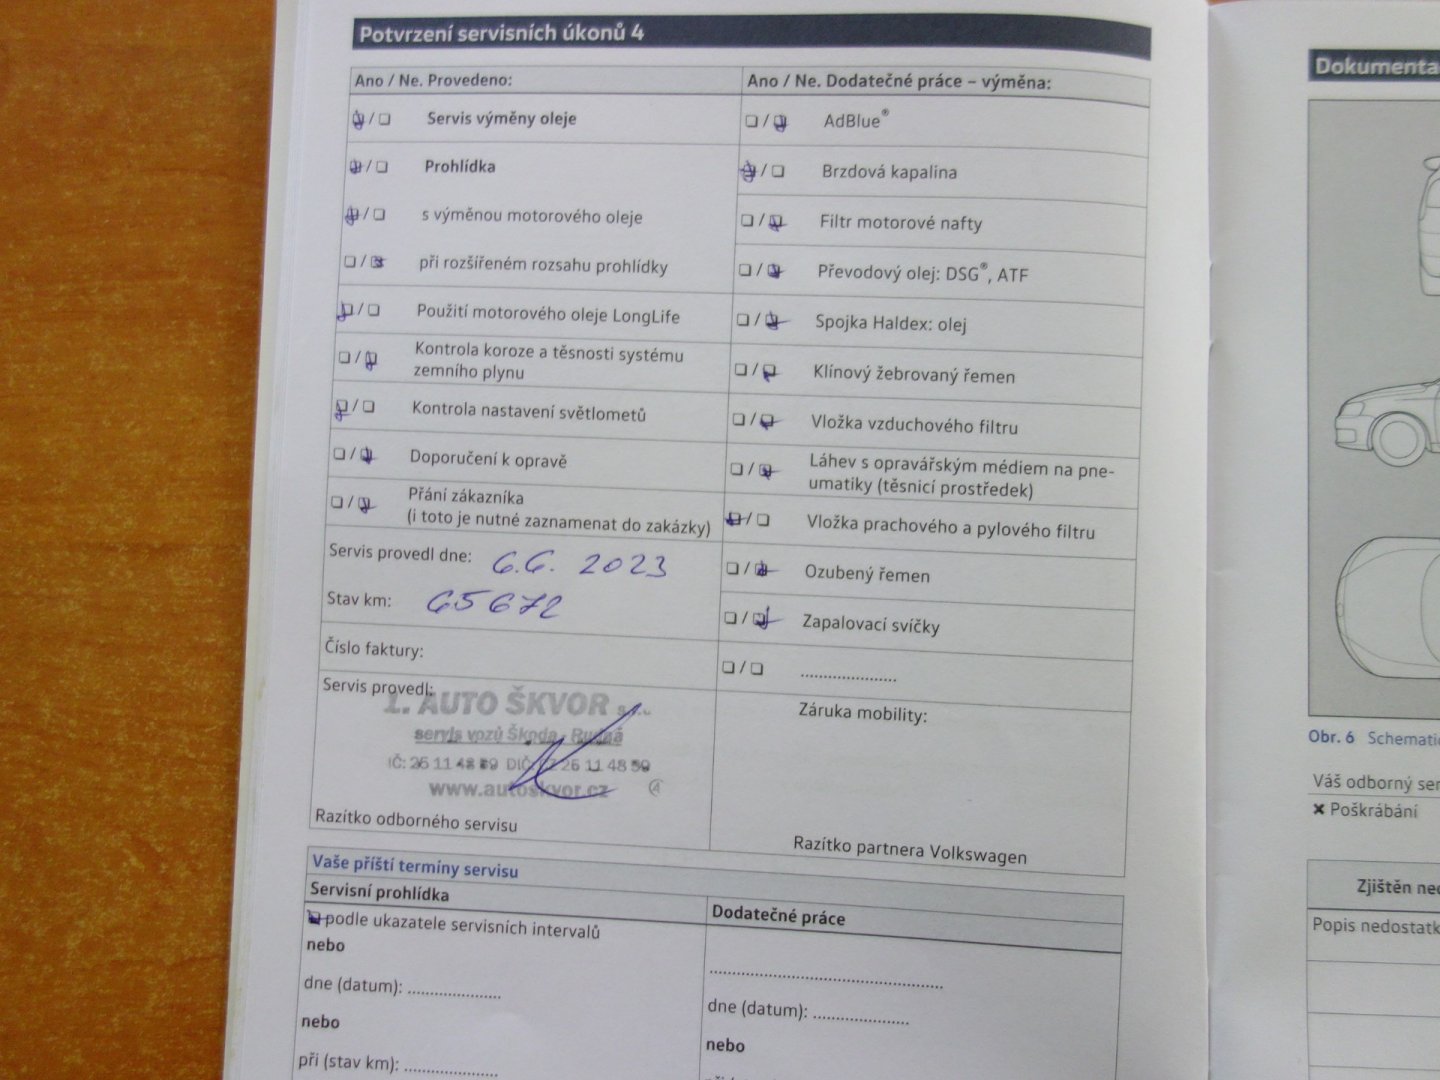 Potvrzení servisních úkonů 4
Ano / Ne. Provedeno:
Servis výměny oleje
Prohlídka
s výměnou motorového oleje
při rozšířeném rozsahu prohlídky
Použití motorového oleje LongLife
Kontrola koroze a těsnosti systému
zemního plynu
Kontrola nastavení světlometů
Doporučení k opravě
Přání zákazníka
(i toto je nutné zaznamenat do zakázky)
Servis provedl dne: 6.6. 2023
Stav km: 65672
Číslo faktury:
Servis provedl:
1. AUTO ŠKVOR s.r.o.
servis vozů Škoda - Rudná
www.autoskvor.cz
Razítko odborného servisu
Ano / Ne. Dodatečné práce – výměna:
AdBlue®
Brzdová kapalina
Filtr motorové nafty
Převodový olej: DSG®, ATF
Spojka Haldex: olej
Klínový žebrovaný řemen
Vložka vzduchového filtru
Láhev s opravářským médiem na pne-
umatiky (těsnicí prostředek)
Vložka prachového a pylového filtru
Ozubený řemen
Zapalovací svíčky
.....................
Záruka mobility:
Razítko partnera Volkswagen
Vaše příští termíny servisu
Servisní prohlídka
podle ukazatele servisních intervalů
nebo
dne (datum): .....................
nebo
při (stav km): .....................
Dodatečné práce
dne (datum): .....................
nebo
Dokumenta
Obr. 6 Schematic
Váš odborný ser
✖ Poškrábání
Zjištěn ned
Popis nedostatk